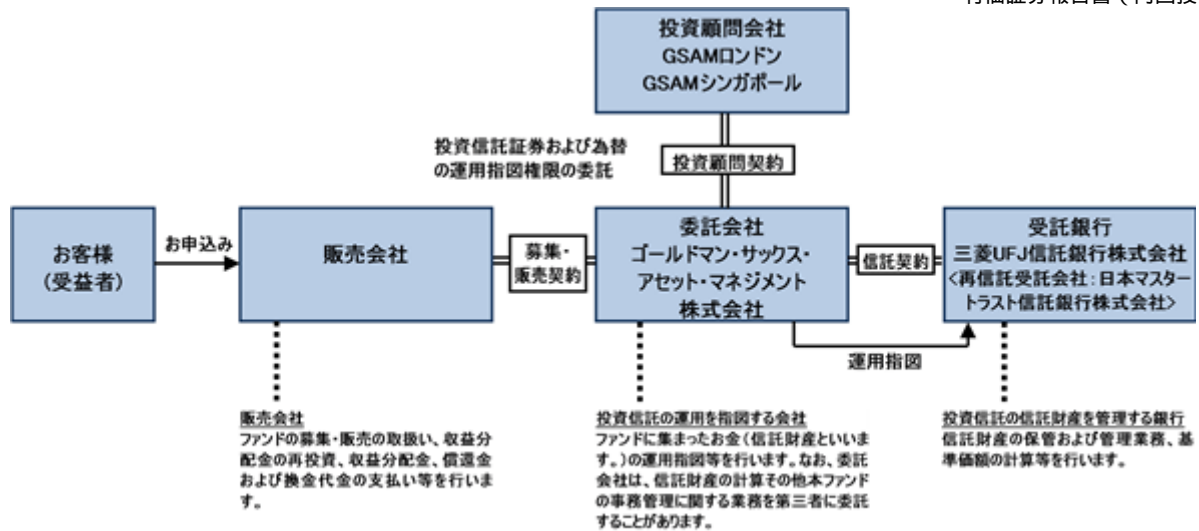 投資顧問会社
GSAMロンドン
GSAMシンガポール
投資信託証券および為替
の運用指図権限の委託
投資顧問契約
お客様
(受益者)
お申込み
販売会社
募集・
販売契約
委託会社
ゴールドマン・サックス・
アセット・マネジメント
株式会社
信託契約
受託銀行
三菱UFJ信託銀行株式会社
<再信託受託会社:日本マスター
トラスト信託銀行株式会社>
運用指図
販売会社
ファンドの募集・販売の取扱い、収益分
配金の再投資、収益分配金、償還金
および換金代金の支払い等を行いま
す。
投資信託の運用を指図する会社
ファンドに集まったお金(信託財産といいま
す。)の運用指図等を行います。なお、委託
会社は、信託財産の計算その他本ファンド
の事務管理に関する業務を第三者に委託
することがあります。
投資信託の信託財産を管理する銀行
信託財産の保管および管理業務、基
準価額の計算等を行います。